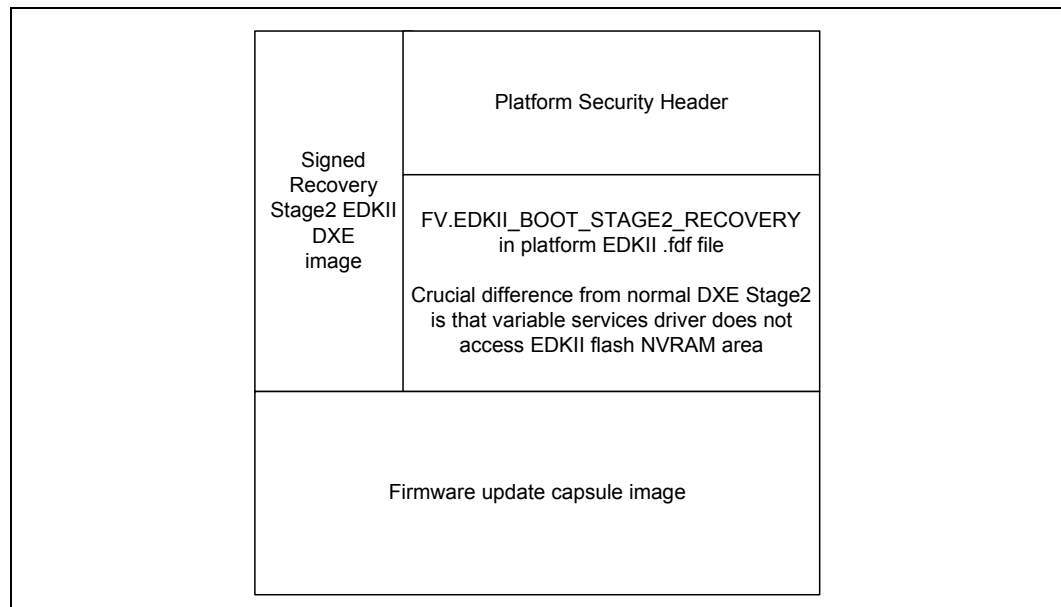 Platform Security Header
Signed
Recovery
Stage2 EDKII
DXE
image
FV.EDKII_BOOT_STAGE2_RECOVERY
in platform EDKII .fdf file
Crucial difference from normal DXE Stage2
is that variable services driver does not
access EDKII flash NVRAM area
Firmware update capsule image